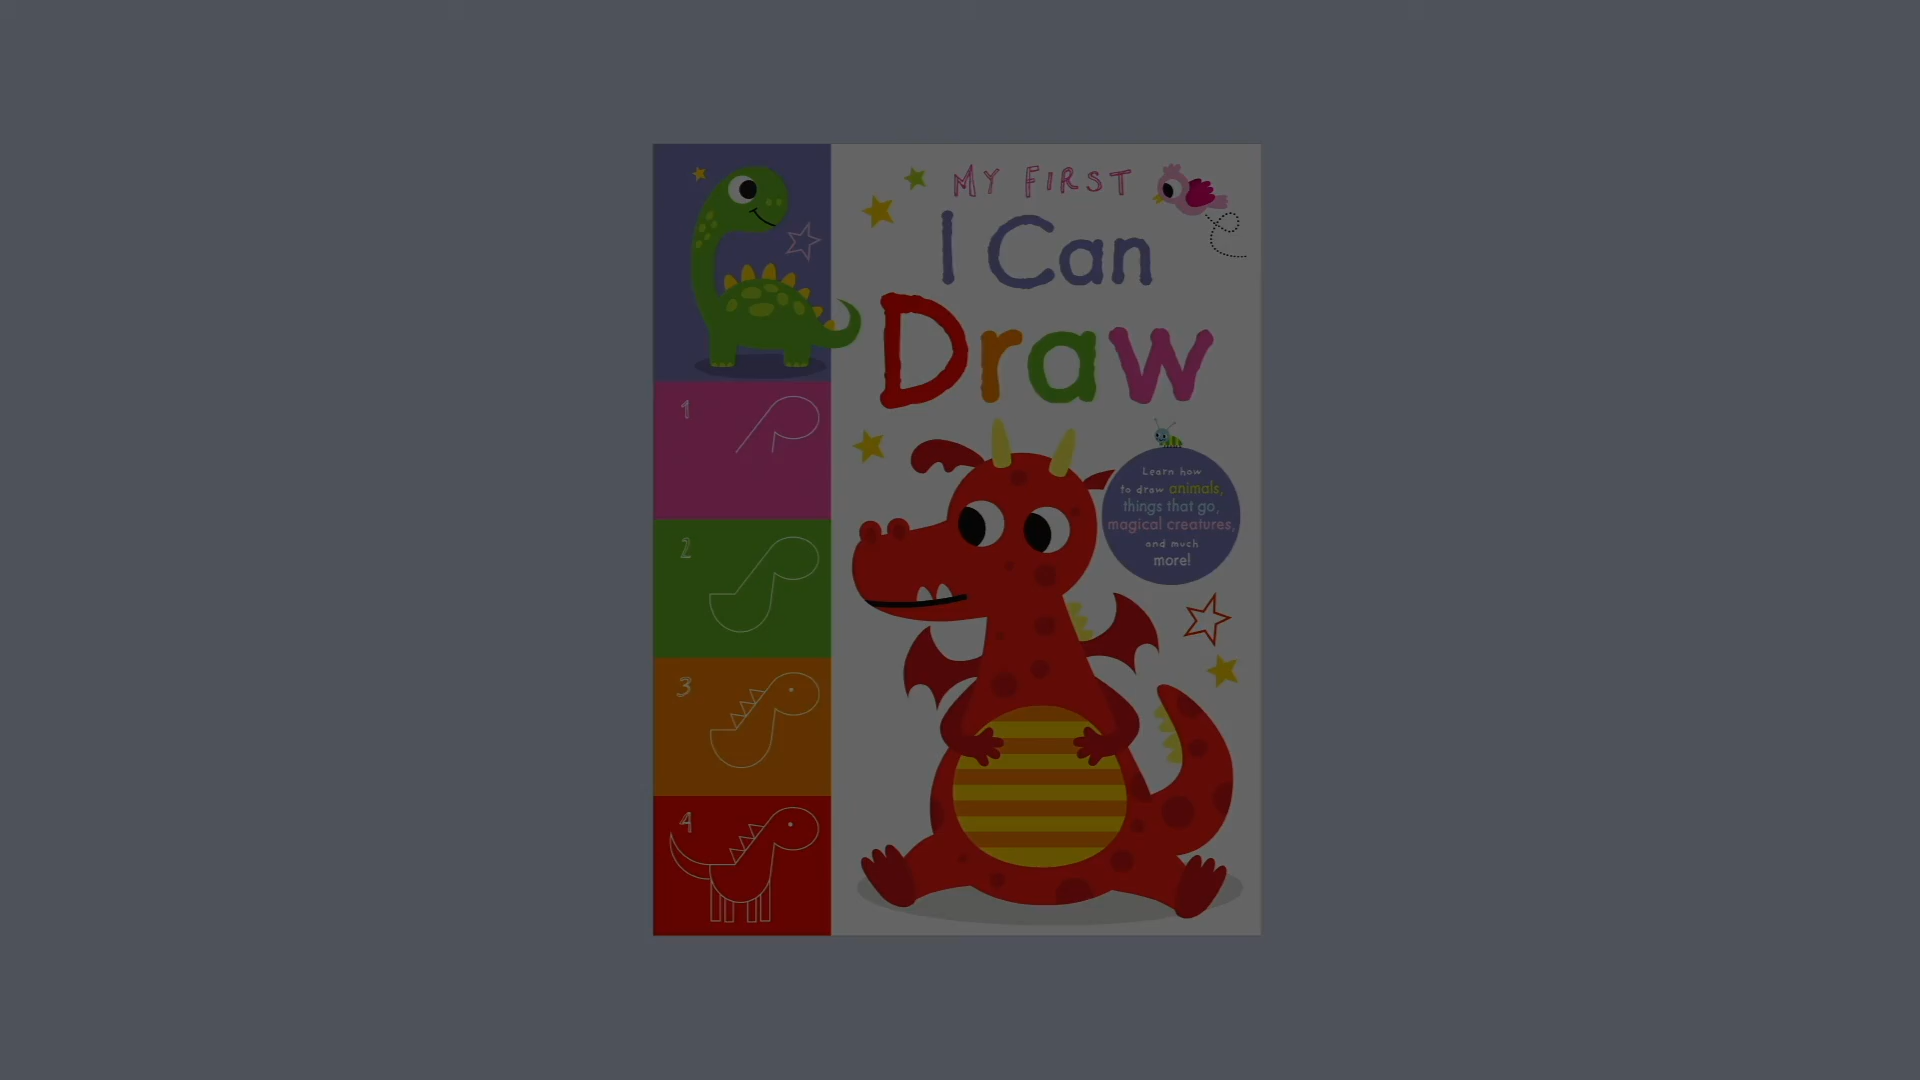 MY FIRST
I Can
Draw
1
2
3
4
Learn how
to draw animals,
things that go,
magical creatures,
and much
more!